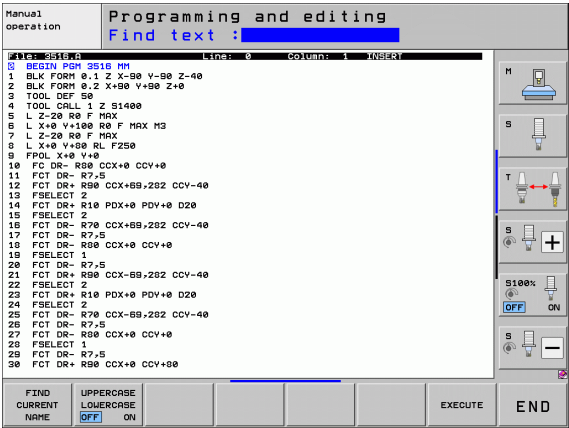 Manual
operation
Programming and editing
Find text :
File: 3516.A Line: 0 Column: 1 INSERT
0 BEGIN PGM 3516 MM
1 BLK FORM 0.1 Z X-90 Y-90 Z-40
2 BLK FORM 0.2 X+90 Y+90 Z+0
3 TOOL DEF 50
4 TOOL CALL 1 Z S1400
5 L Z-20 R0 F MAX
6 L X+0 Y+100 R0 F MAX M3
7 L Z-20 R0 F MAX
8 L X+0 Y+80 RL F250
9 FPOL X+0 Y+0
10 FC DR- R80 CCX+0 CCY+0
11 FCT DR- R7,5
12 FCT DR+ R90 CCX+69,282 CCY-40
13 FSELECT 2
14 FCT DR+ R10 PDX+0 PDY+0 D20
15 FSELECT 2
16 FCT DR- R70 CCX+69,282 CCY-40
17 FCT DR- R7,5
18 FCT DR- R80 CCX+0 CCY+0
19 FSELECT 1
20 FCT DR- R7,5
21 FCT DR+ R90 CCX-69,282 CCY-40
22 FSELECT 2
23 FCT DR+ R10 PDX+0 PDY+0 D20
24 FSELECT 2
25 FCT DR- R70 CCX-69,282 CCY-40
26 FCT DR- R7,5
27 FCT DR- R80 CCX+0 CCY+0
28 FSELECT 1
29 FCT DR- R7,5
30 FCT DR+ R90 CCX+0 CCY+80
M
S
T
S
+
S100%
OFF ON
S
-
FIND
CURRENT
NAME
UPPERCASE
LOWERCASE
OFF ON
EXECUTE
END